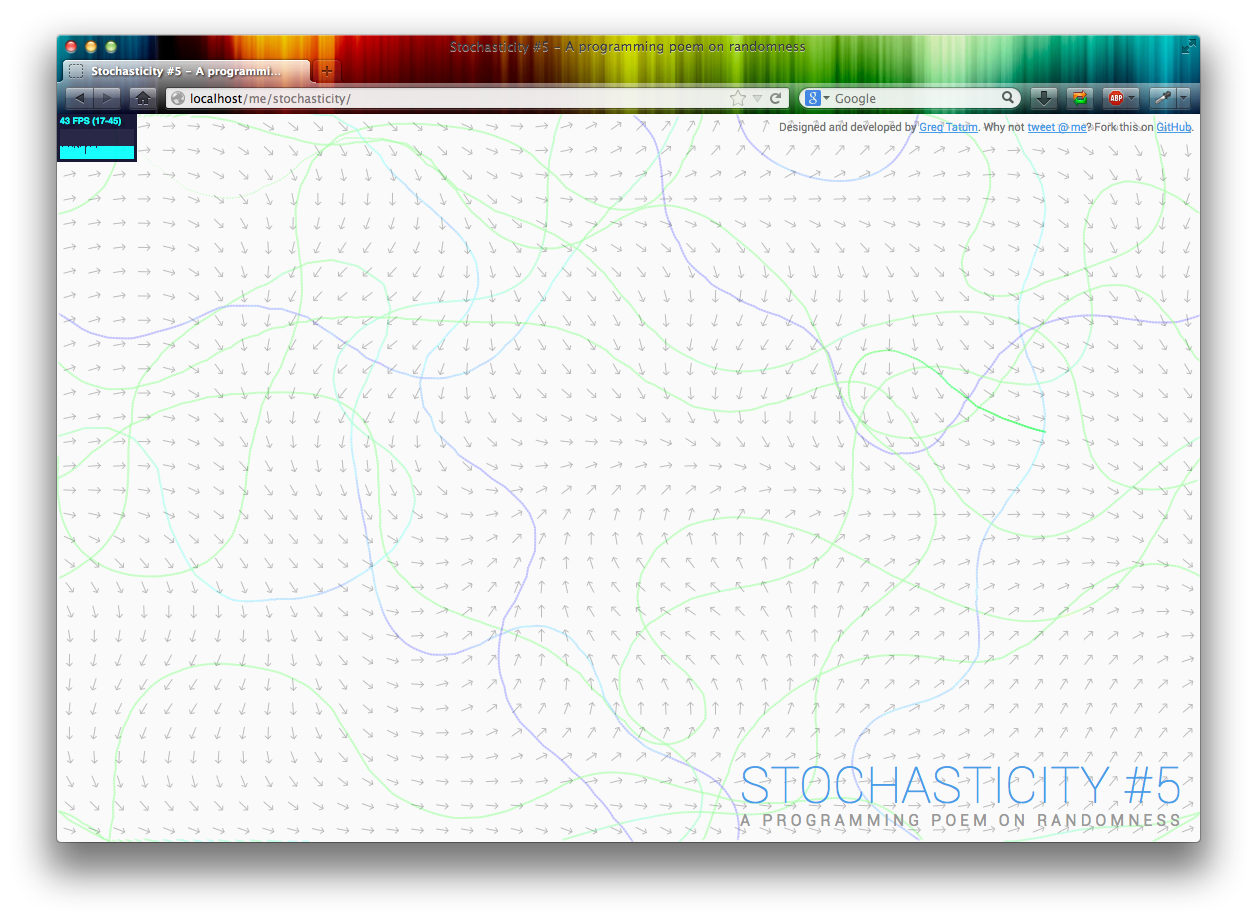 Stochasticity #5 – A programming poem on randomness
Stochasticity #5 – A programmi...
localhost/me/stochasticity/
Google
ABP
43 FPS (17-45)
Designed and developed by Greg Tatum. Why not tweet @ me? Fork this on GitHub.
STOCHASTICITY #5
A PROGRAMMING POEM ON RANDOMNESS